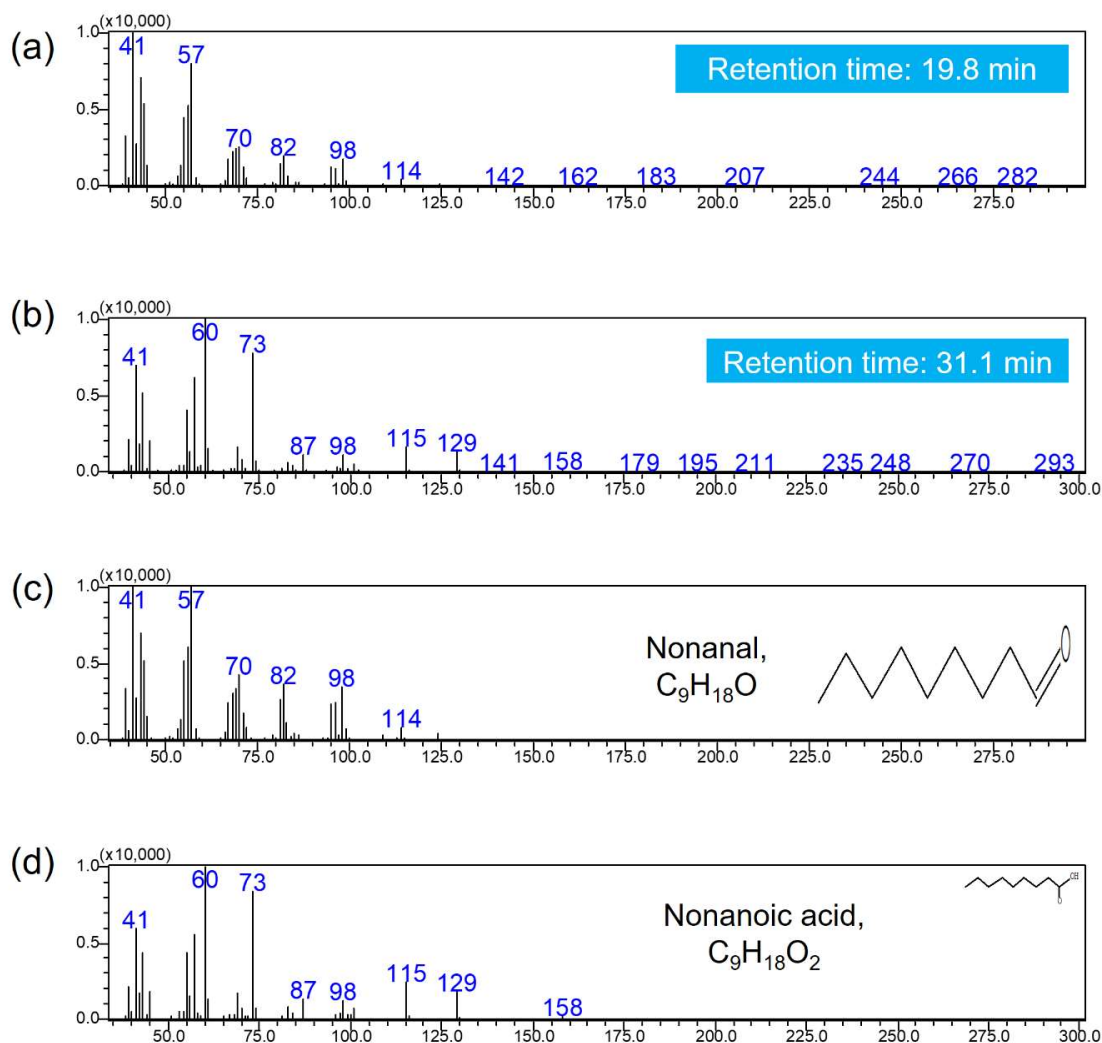 (a)
(x10,000)
1.0
0.5
0.0
41
57
70
82
98
114
142
162
183
207
244
266
282
Retention time: 19.8 min
50.0 75.0 100.0 125.0 150.0 175.0 200.0 225.0 250.0 275.0
(b)
(x10,000)
1.0
0.5
0.0
41
60
73
87
98
115
129
141
158
179
195
211
235
248
270
293
Retention time: 31.1 min
50.0 75.0 100.0 125.0 150.0 175.0 200.0 225.0 250.0 275.0 300.0
(c)
(x10,000)
1.0
0.5
0.0
41
57
70
82
98
114
Nonanal,
C₉H₁₈O
O
50.0 75.0 100.0 125.0 150.0 175.0 200.0 225.0 250.0 275.0
(d)
(x10,000)
1.0
0.5
0.0
41
60
73
87
98
115
129
158
Nonanoic acid,
C₉H₁₈O₂
OH
O
50.0 75.0 100.0 125.0 150.0 175.0 200.0 225.0 250.0 275.0 300.0